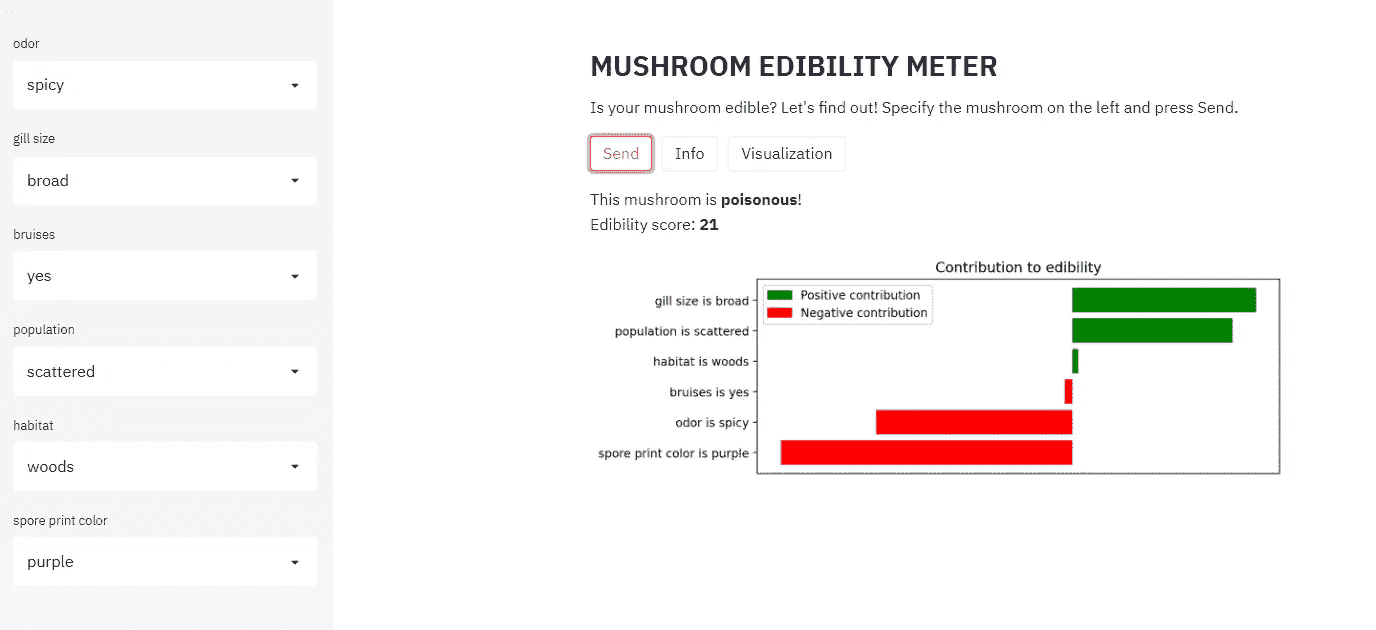 odor
spicy
gill size
broad
bruises
yes
population
scattered
habitat
woods
spore print color
purple
MUSHROOM EDIBILITY METER
Is your mushroom edible? Let's find out! Specify the mushroom on the left and press Send.
Send Info Visualization
This mushroom is poisonous!
Edibility score: 21
Contribution to edibility
Positive contribution
Negative contribution
gill size is broad
population is scattered
habitat is woods
bruises is yes
odor is spicy
spore print color is purple